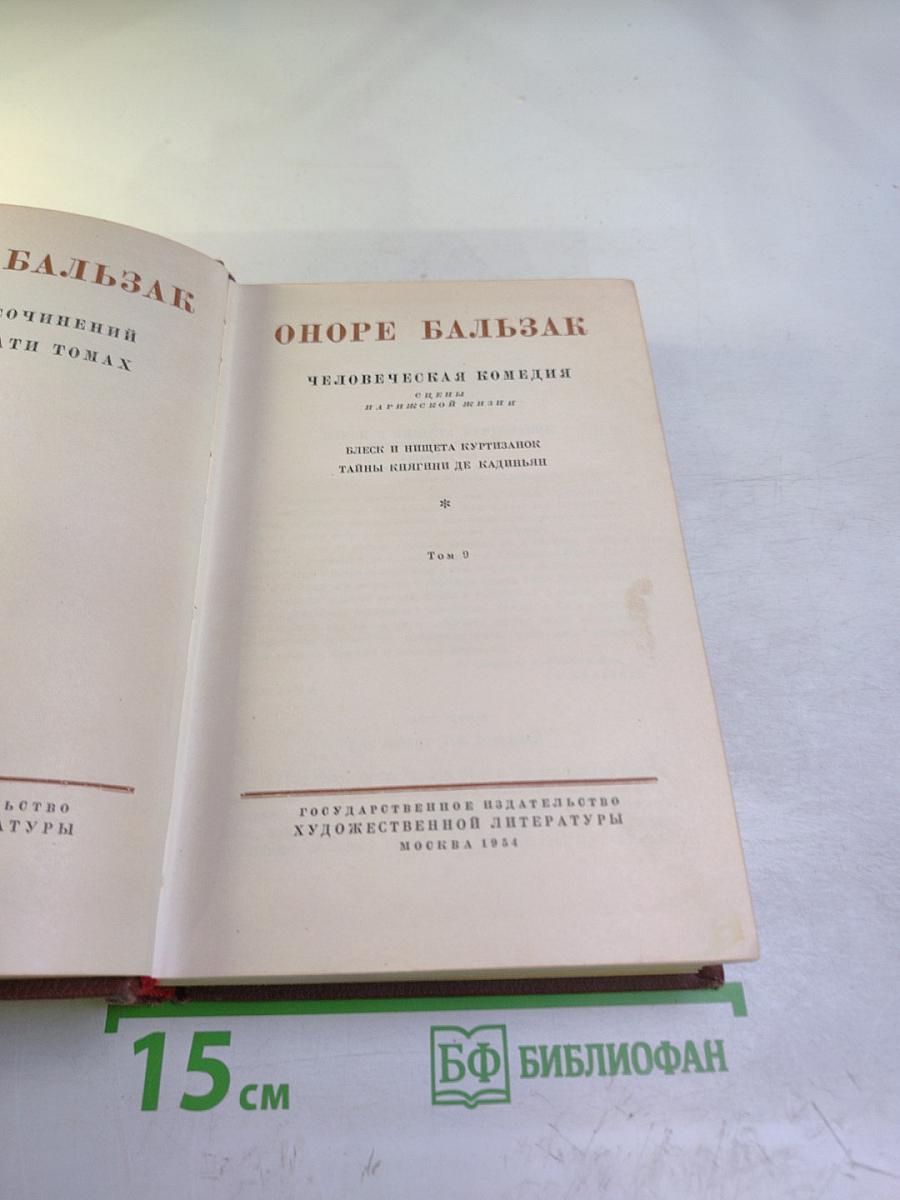 БАЛЬЗАК
СОЧИНЕНИЙ
АТИ ТОМАХ
ЬСТВО
АТУРЫ
ОНОРЕ БАЛЬЗАК
ЧЕЛОВЕЧЕСКАЯ КОМЕДИЯ
СЦЕНЫ
ПАРИЖСКОЙ ЖИЗНИ
БЛЕСК И НИЩЕТА КУРТИЗАНОК
ТАЙНЫ КНЯГИНИ ДЕ КАДИНЬЯН
*
Том 9
ГОСУДАРСТВЕННОЕ ИЗДАТЕЛЬСТВО
ХУДОЖЕСТВЕННОЙ ЛИТЕРАТУРЫ
МОСКВА 1954
15 см
БФ БИБЛИОФАН